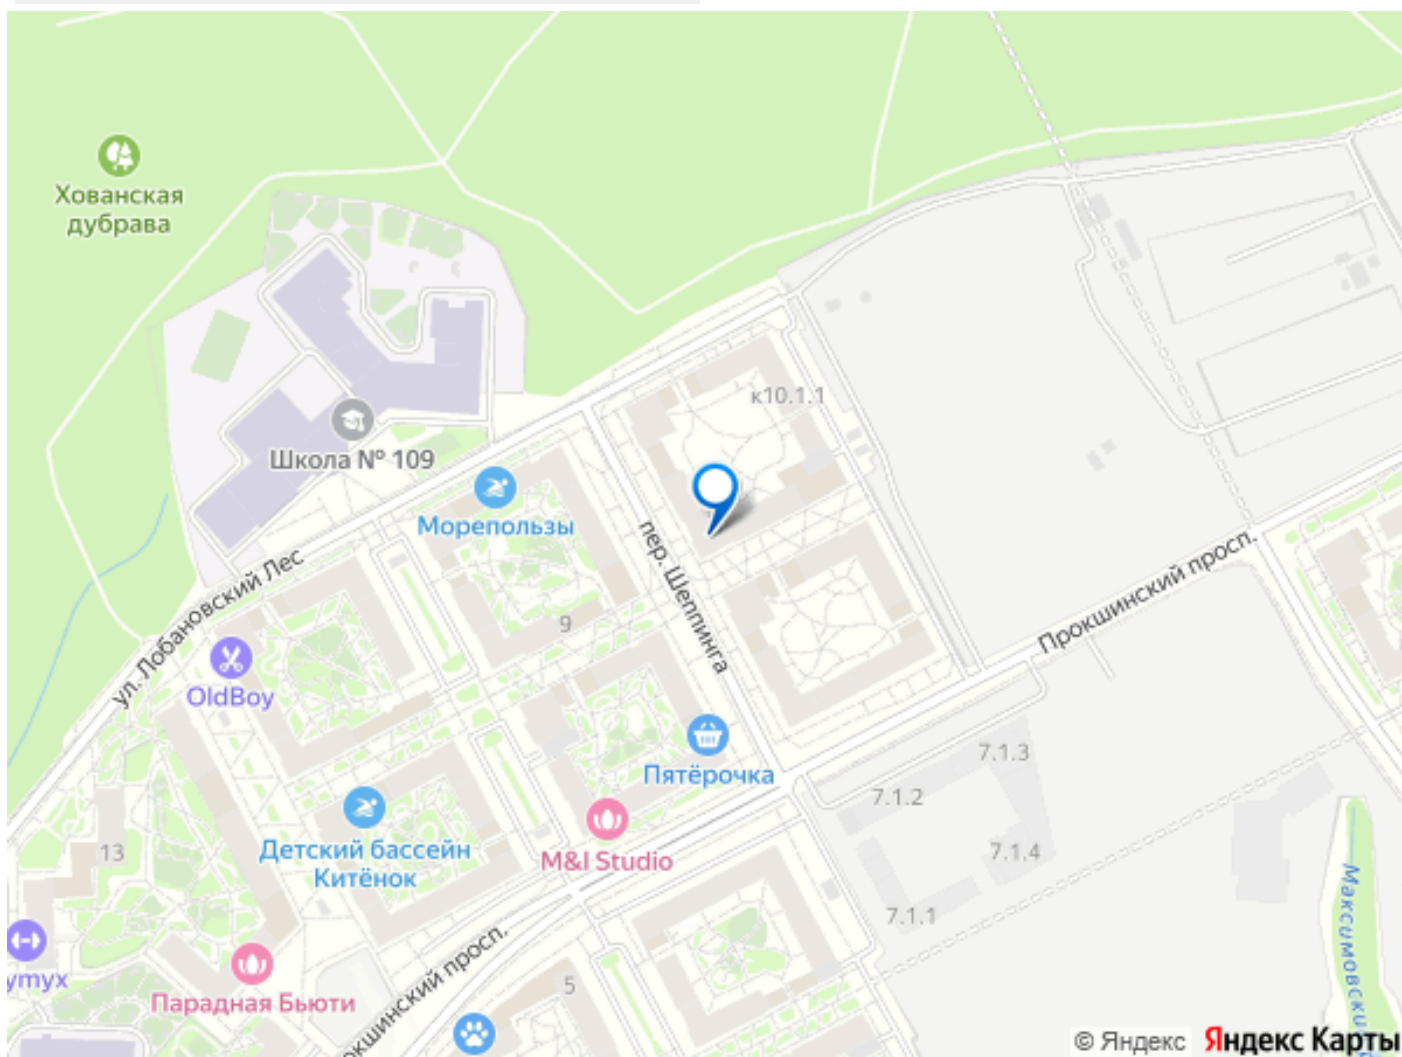 Хованская
дубрава
к10.1.1
Школа № 109
Морепользы
пер. Шеппинга
ул. Лобановский Лес
Прокшинский просп.
9
OldBoy
Пятёрочка
7.1.3
7.1.2
7.1.4
7.1.1
Детский бассейн
Китёнок
M&I Studio
13
5
Парадная Бьюти
© Яндекс Яндекс Карты